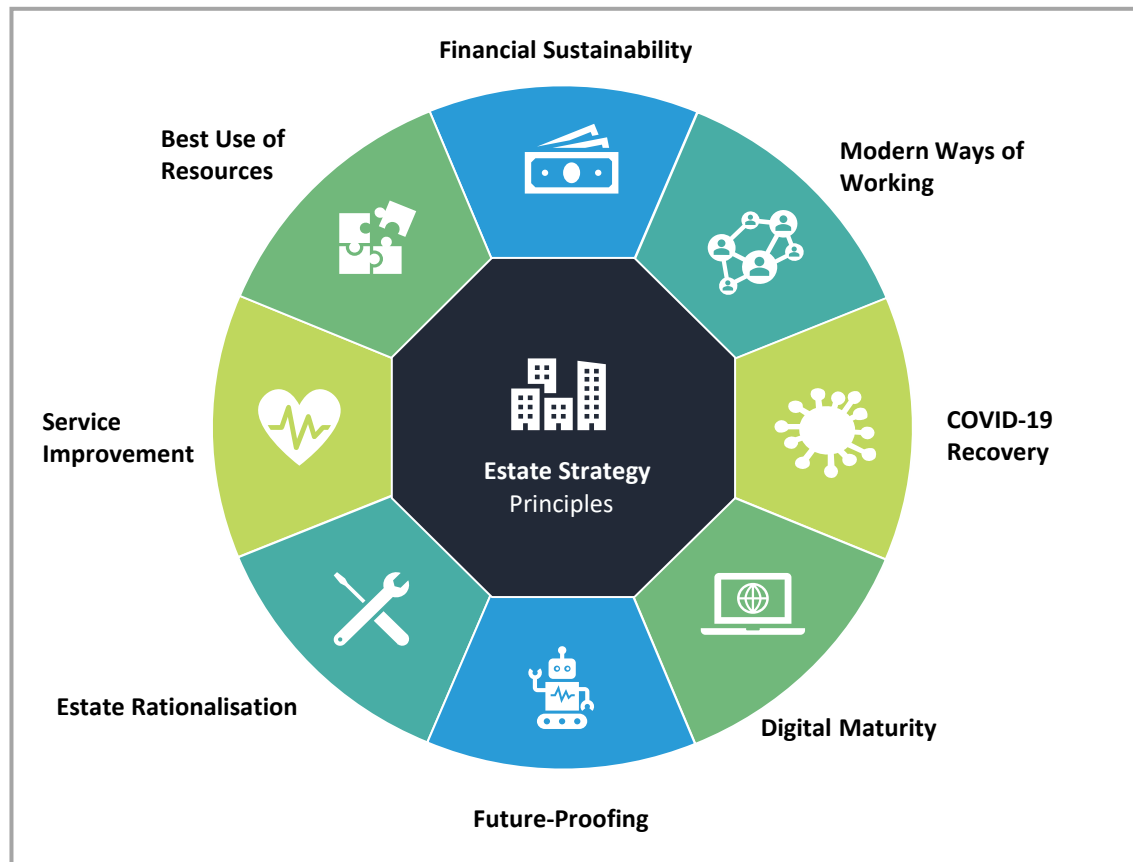 Financial Sustainability
Best Use of
Resources
Modern Ways of
Working
Service
Improvement
COVID-19
Recovery
Estate Strategy
Principles
Estate Rationalisation
Digital Maturity
Future-Proofing